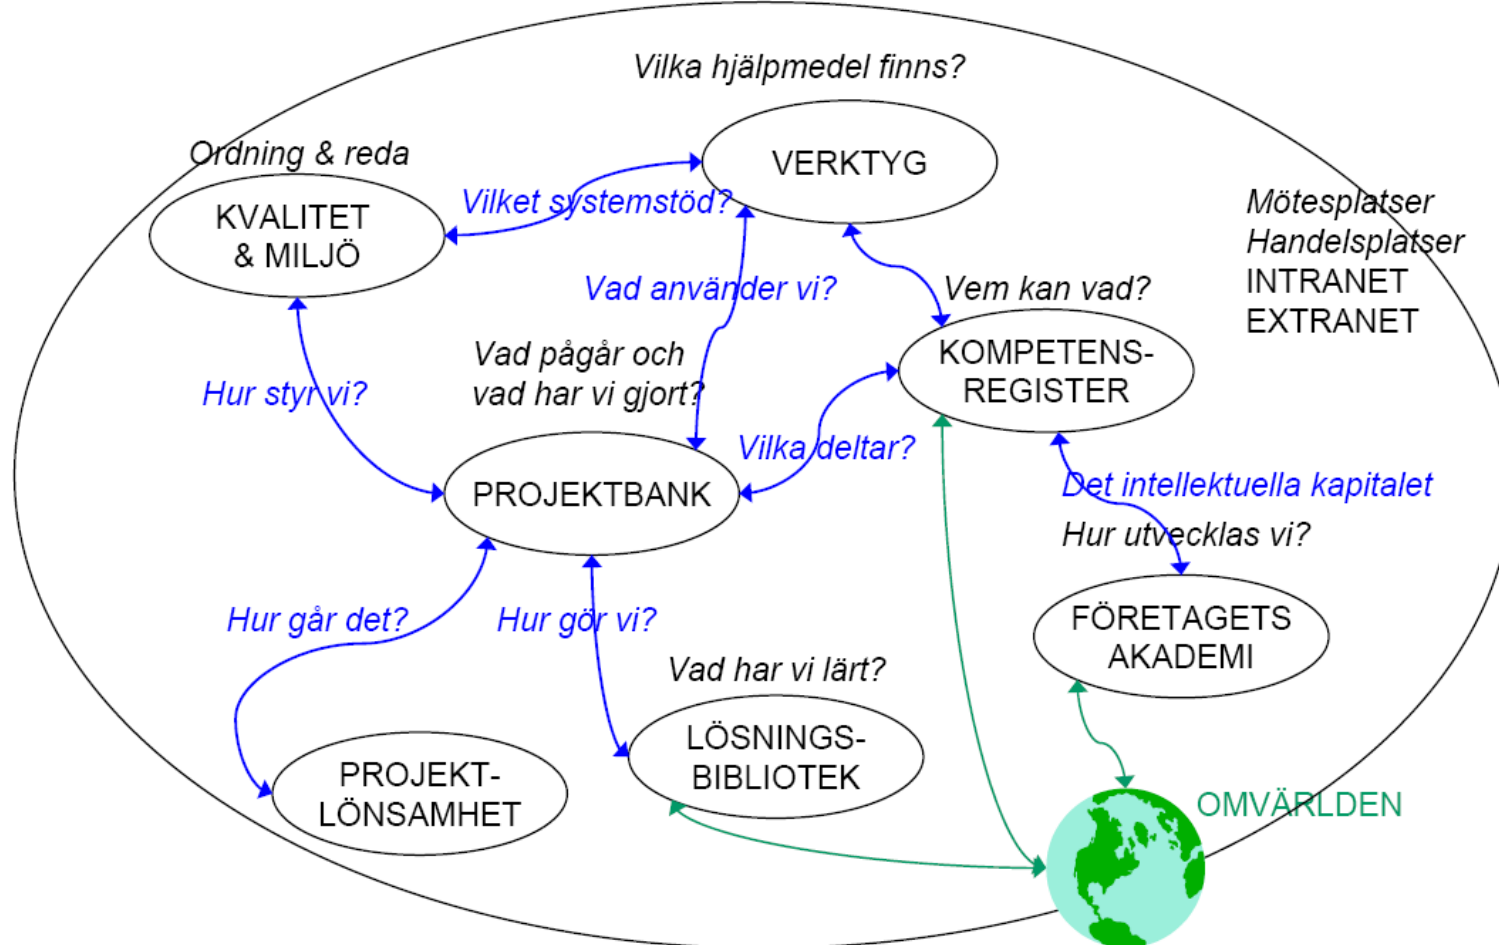 Vilka hjälpmedel finns?
Ordning & reda
VERKTYG
KVALITET
& MILJÖ
Vilket systemstöd?
Mötesplatser
Handelsplatser
INTRANET
EXTRANET
Vad använder vi?
Vem kan vad?
KOMPETENS-
REGISTER
Vad pågår och
vad har vi gjort?
Hur styr vi?
Vilka deltar?
PROJEKTBANK
Det intellektuella kapitalet
Hur utvecklas vi?
Hur går det?
Hur gör vi?
FÖRETAGETS
AKADEMI
Vad har vi lärt?
LÖSNINGS-
BIBLIOTEK
PROJEKT-
LÖNSAMHET
OMVÄRLDEN